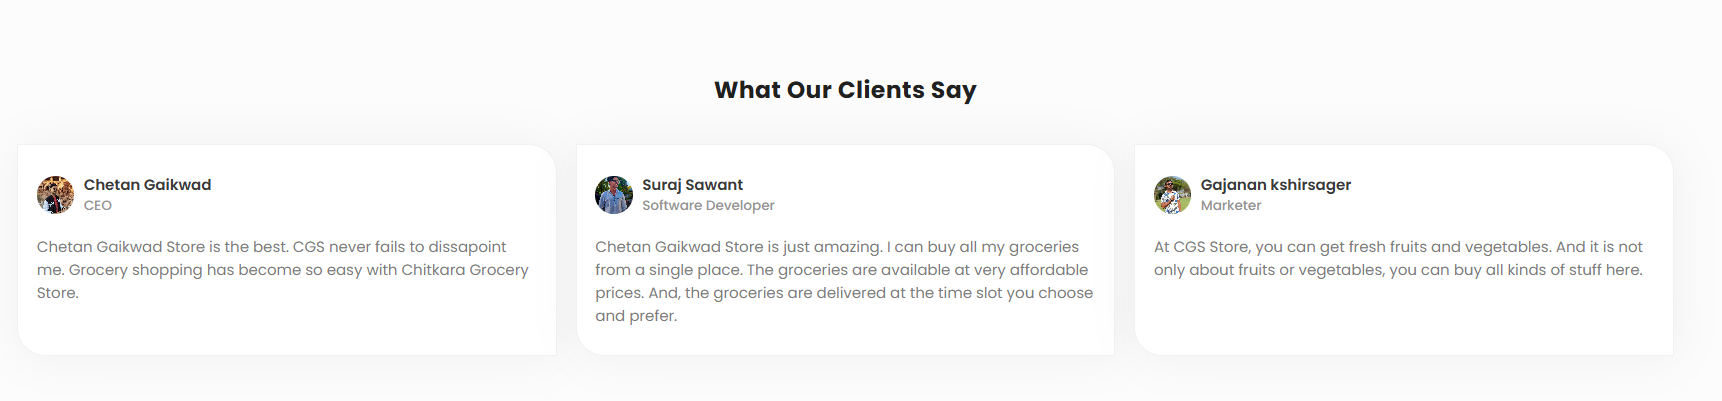 What Our Clients Say
Chetan Gaikwad
CEO
Chetan Gaikwad Store is the best. CGS never fails to dissapoint
me. Grocery shopping has become so easy with Chitkara Grocery
Store.
Suraj Sawant
Software Developer
Chetan Gaikwad Store is just amazing. I can buy all my groceries
from a single place. The groceries are available at very affordable
prices. And, the groceries are delivered at the time slot you choose
and prefer.
Gajanan kshirsager
Marketer
At CGS Store, you can get fresh fruits and vegetables. And it is not
only about fruits or vegetables, you can buy all kinds of stuff here.